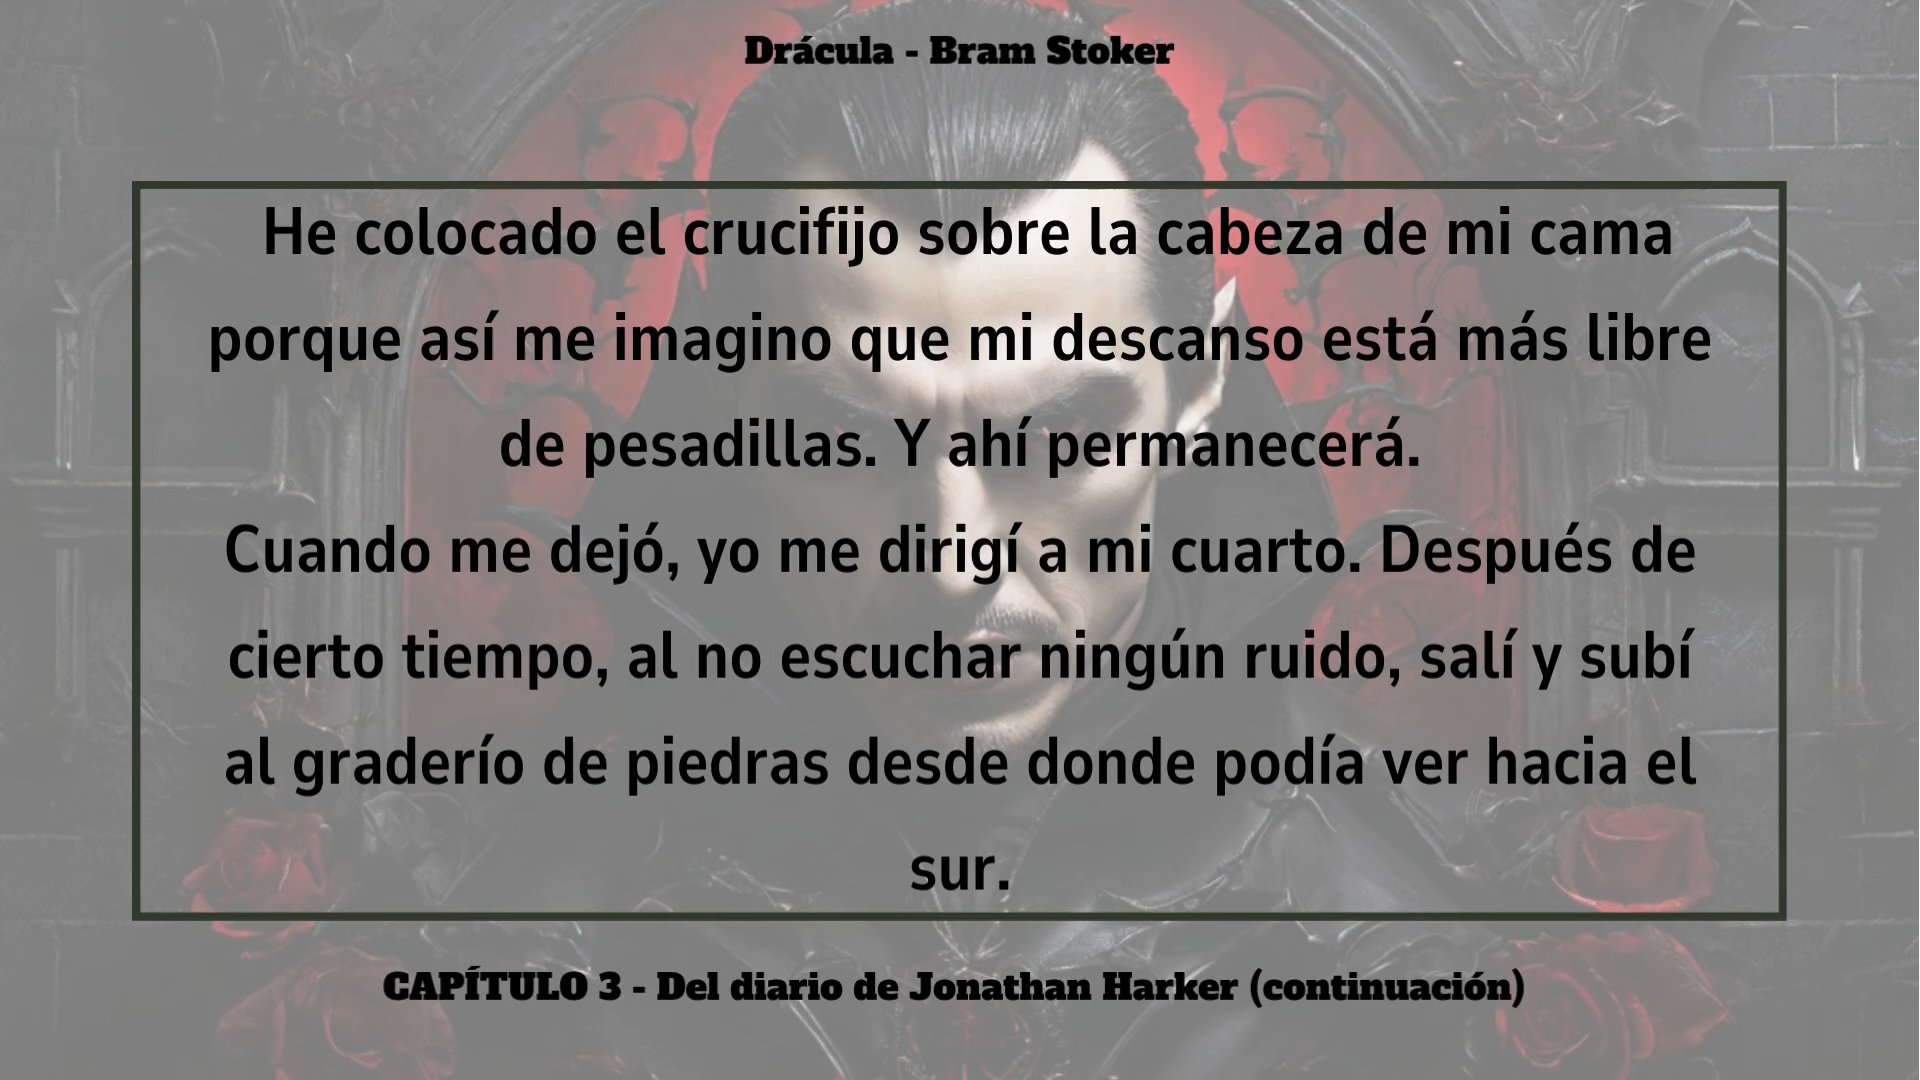 Drácula - Bram Stoker
He colocado el crucifijo sobre la cabeza de mi cama
porque así me imagino que mi descanso está más libre
de pesadillas. Y ahí permanecerá.
Cuando me dejó, yo me dirigí a mi cuarto. Después de
cierto tiempo, al no escuchar ningún ruido, salí y subí
al graderío de piedras desde donde podía ver hacia el
sur.
CAPÍTULO 3 - Del diario de Jonathan Harker (continuación)